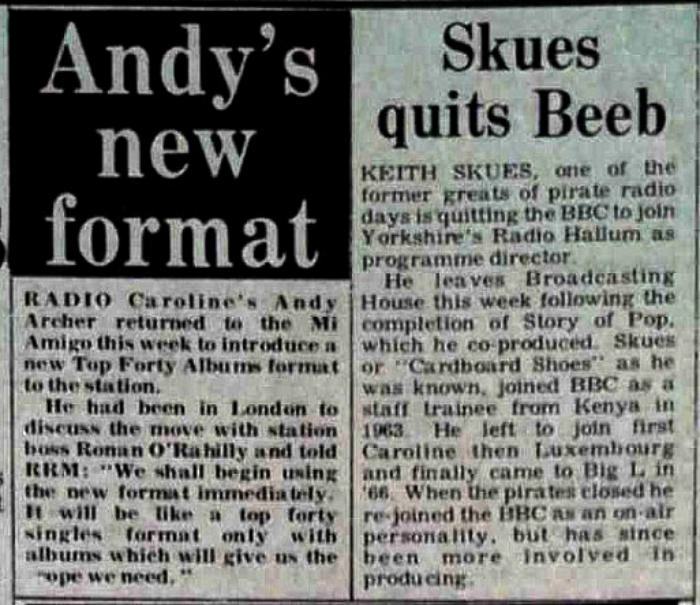 Andy's
new
format
RADIO Caroline's Andy
Archer returned to the Mi
Amigo this week to introduce a
new Top Forty Albums format
to the station.
He had been in London to
discuss the move with station
boss Ronan O'Rahilly and told
RRM: "We shall begin using
the new format immediately.
It will be like a top forty
singles format only with
albums which will give us the
ope we need."
Skues
quits Beeb
KEITH SKUES, one of the
former greats of pirate radio
days is quitting the BBC to join
Yorkshire's Radio Hallum as
programme director.
He leaves Broadcasting
House this week following the
completion of Story of Pop,
which he co-produced. Skues
or "Cardboard Shoes" as he
was known, joined BBC as a
staff trainee from Kenya in
1963. He left to join first
Caroline then Luxembourg
and finally came to Big L in
'66. When the pirates closed he
re-joined the BBC as an on-air
personality, but has since
been more involved in
producing.